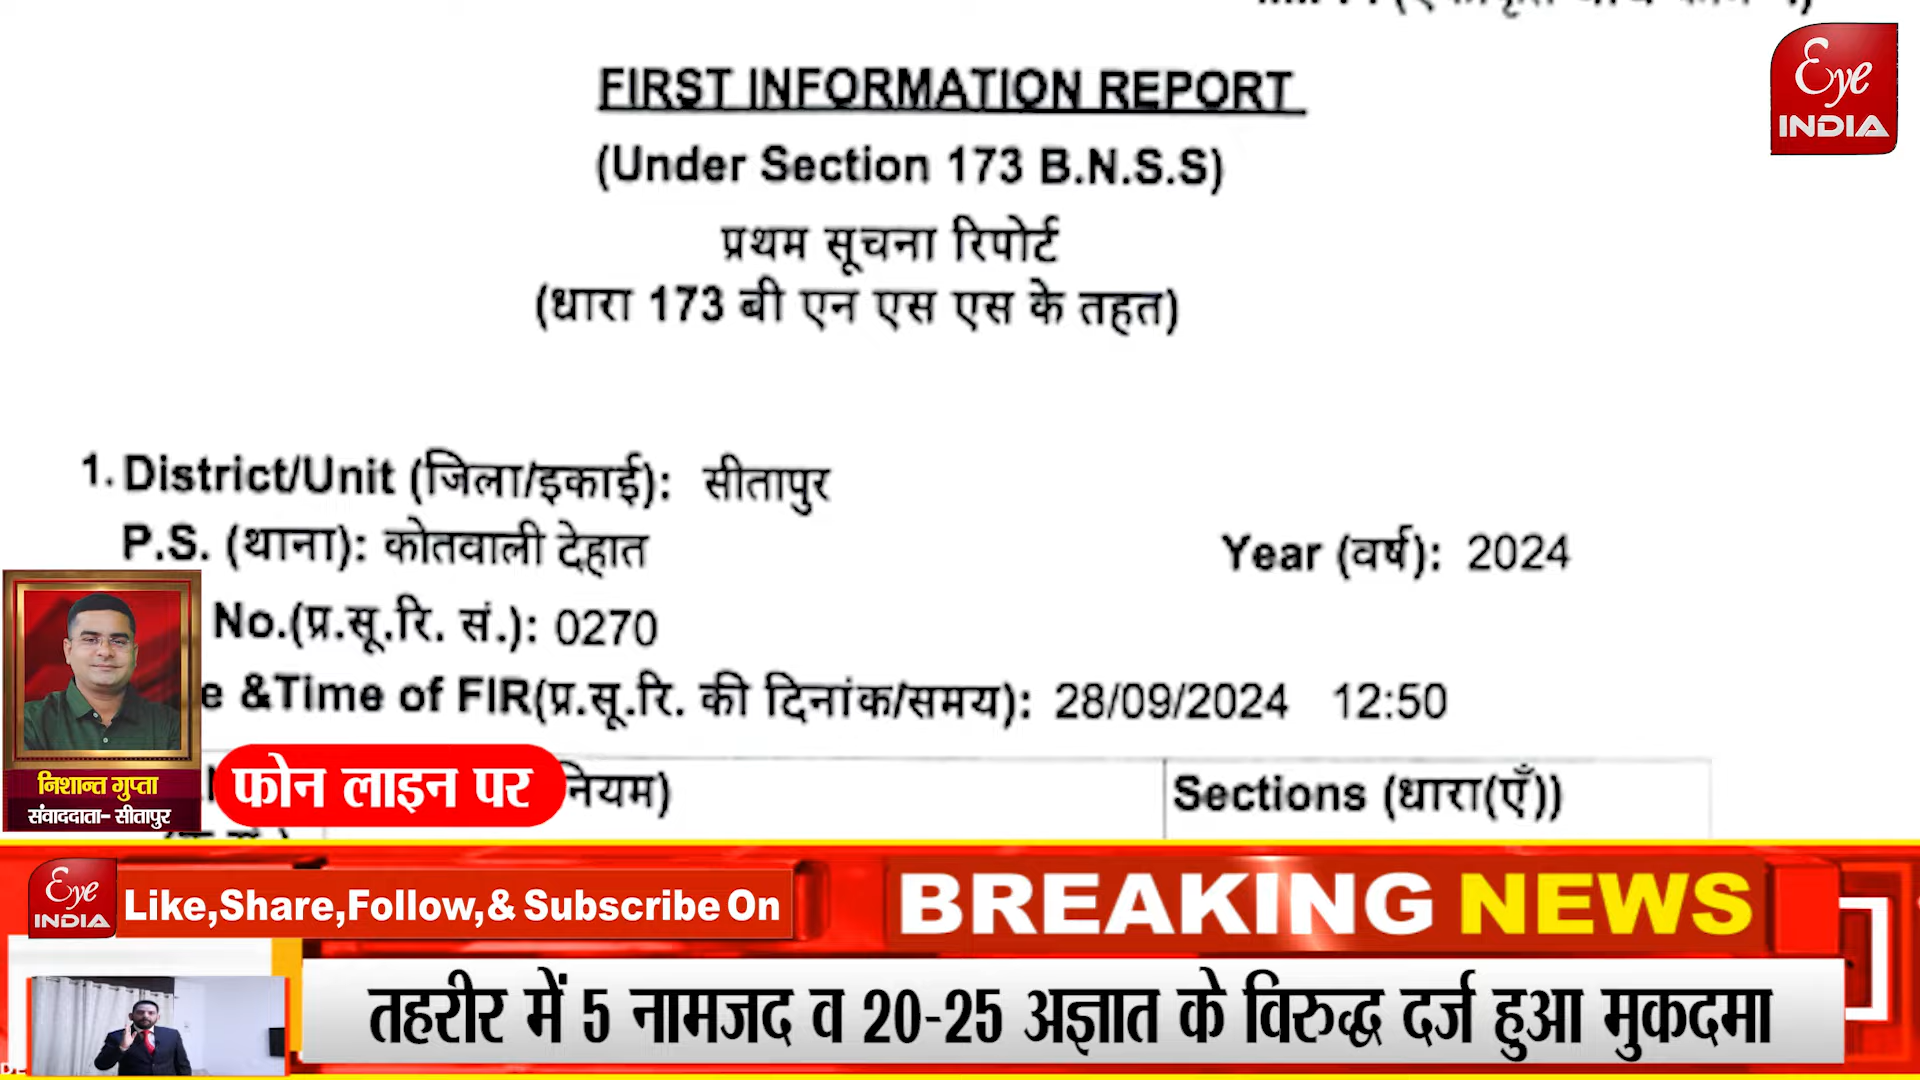 Eye
INDIA
FIRST INFORMATION REPORT
(Under Section 173 B.N.S.S)
प्रथम सूचना रिपोर्ट
(धारा 173 बी एन एस एस के तहत)
1. District/Unit (जिला/इकाई): सीतापुर
P.S. (थाना): कोतवाली देहात Year (वर्ष): 2024
No.(प्र.सू.रि. सं.): 0270
e &Time of FIR(प्र.सू.रि. की दिनांक/समय): 28/09/2024 12:50
नियम) Sections (धारा(एँ))
निशान्त गुप्ता
संवाददाता- सीतापुर
फोन लाइन पर
Eye
INDIA
Like,Share,Follow,& Subscribe On
BREAKING NEWS
तहरीर में 5 नामजद व 20-25 अज्ञात के विरुद्ध दर्ज हुआ मुकदमा